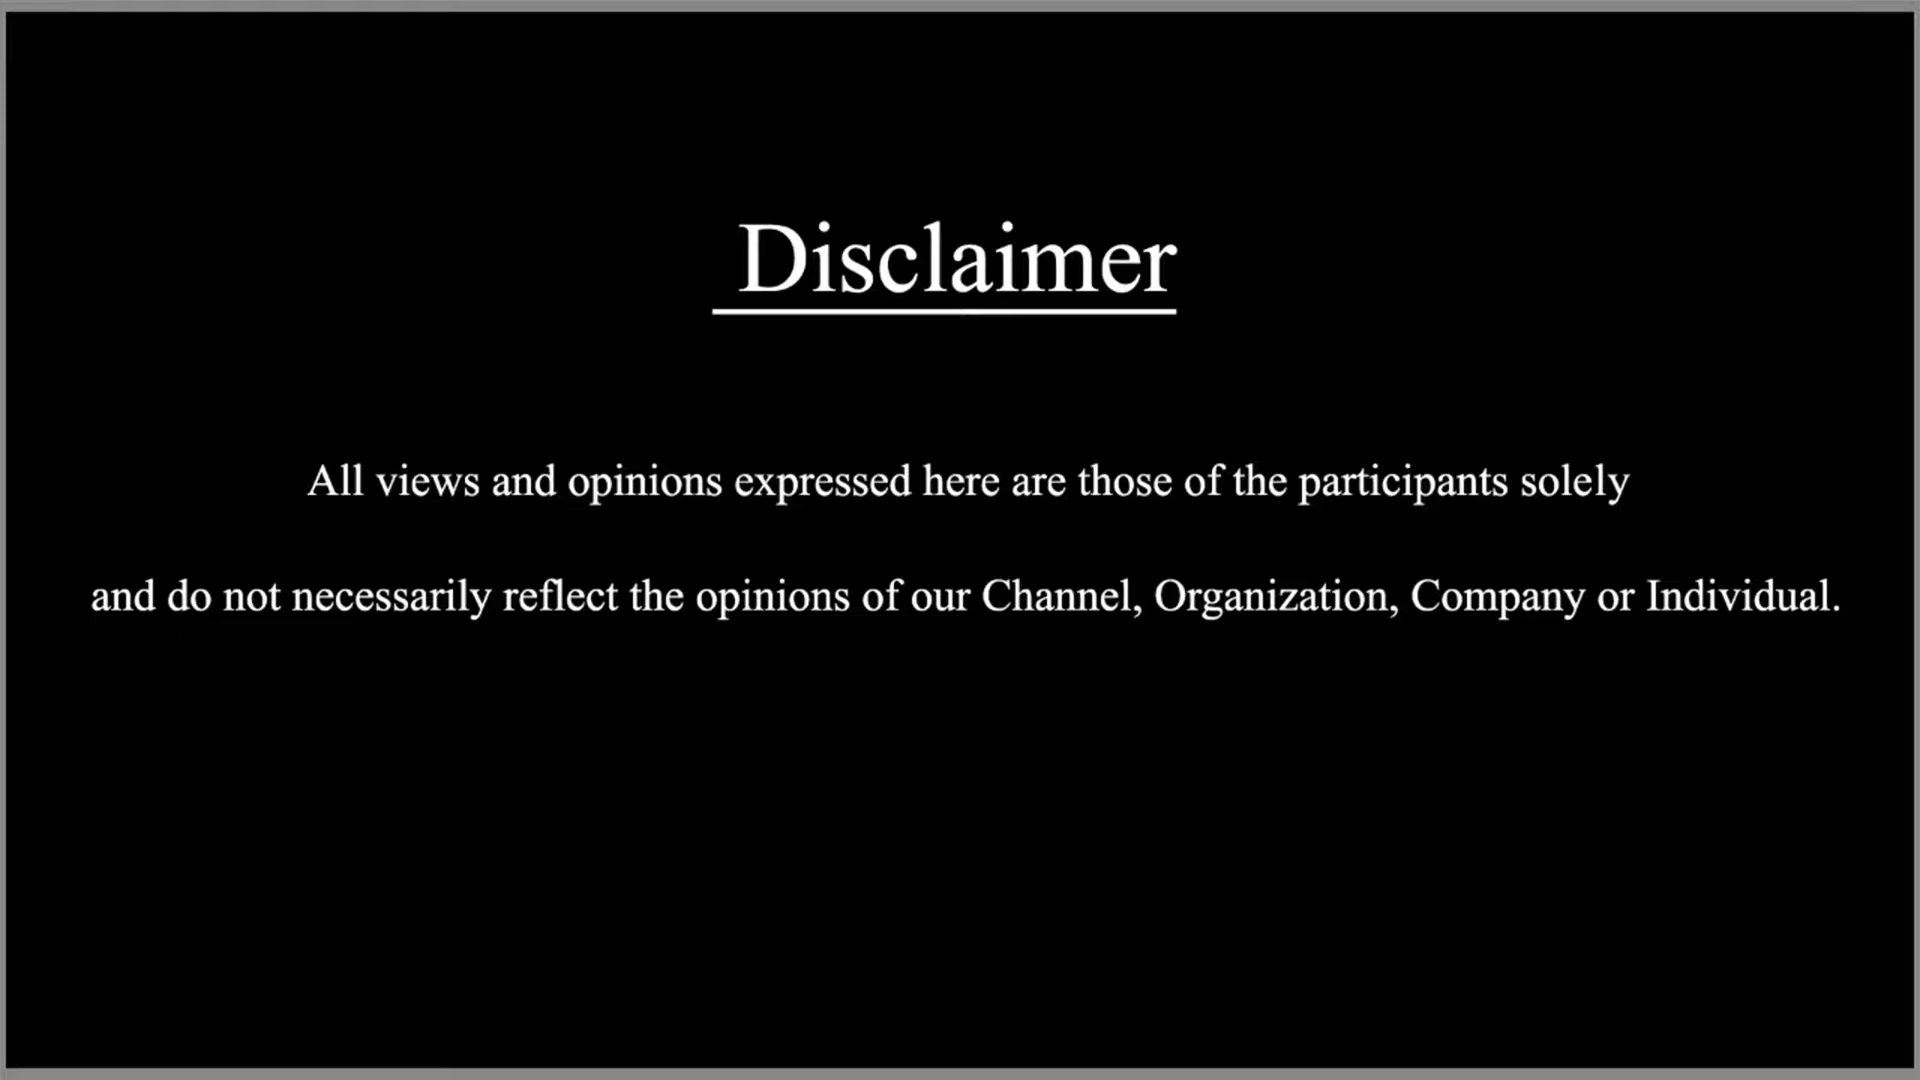 Disclaimer
All views and opinions expressed here are those of the participants solely
and do not necessarily reflect the opinions of our Channel, Organization, Company or Individual.